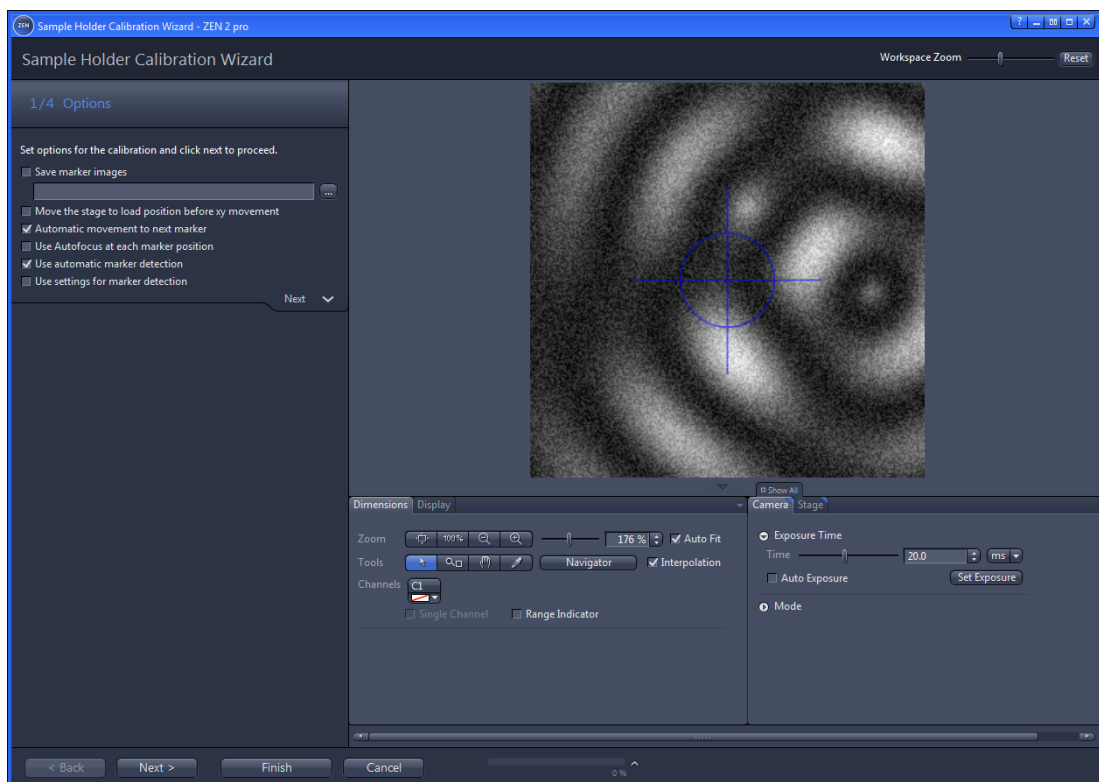 ZEN Sample Holder Calibration Wizard - ZEN 2 pro
Sample Holder Calibration Wizard
Workspace Zoom Reset
1/4 Options
Set options for the calibration and click next to proceed.
Save marker images
...
Move the stage to load position before xy movement
Automatic movement to next marker
Use Autofocus at each marker position
Use automatic marker detection
Use settings for marker detection
Next
Show All
Dimensions Display
Camera Stage
Zoom 100% 176 % Auto Fit
Tools Navigator Interpolation
Channels C1
Single Channel Range Indicator
Exposure Time
Time 20.0 ms
Auto Exposure Set Exposure
Mode
< Back Next > Finish Cancel 0 %